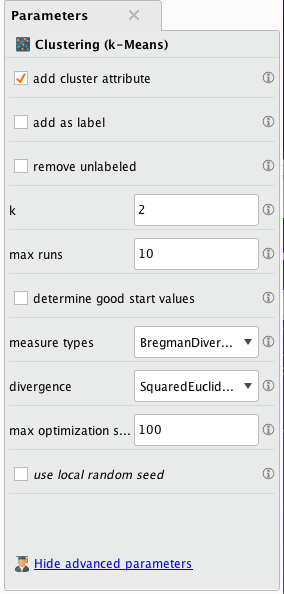 Parameters
Clustering (k-Means)
add cluster attribute
add as label
remove unlabeled
k 2
max runs 10
determine good start values
measure types BregmanDiver...
divergence SquaredEuclid...
max optimization s... 100
use local random seed
Hide advanced parameters